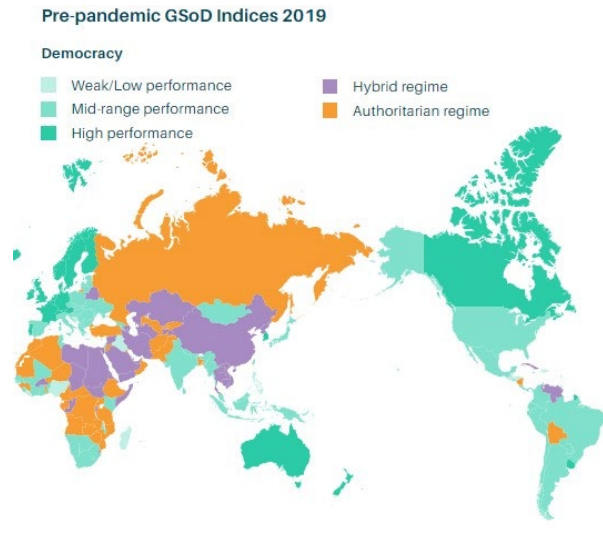 Pre-pandemic GSoD Indices 2019
Democracy
Weak/Low performance
Mid-range performance
High performance
Hybrid regime
Authoritarian regime